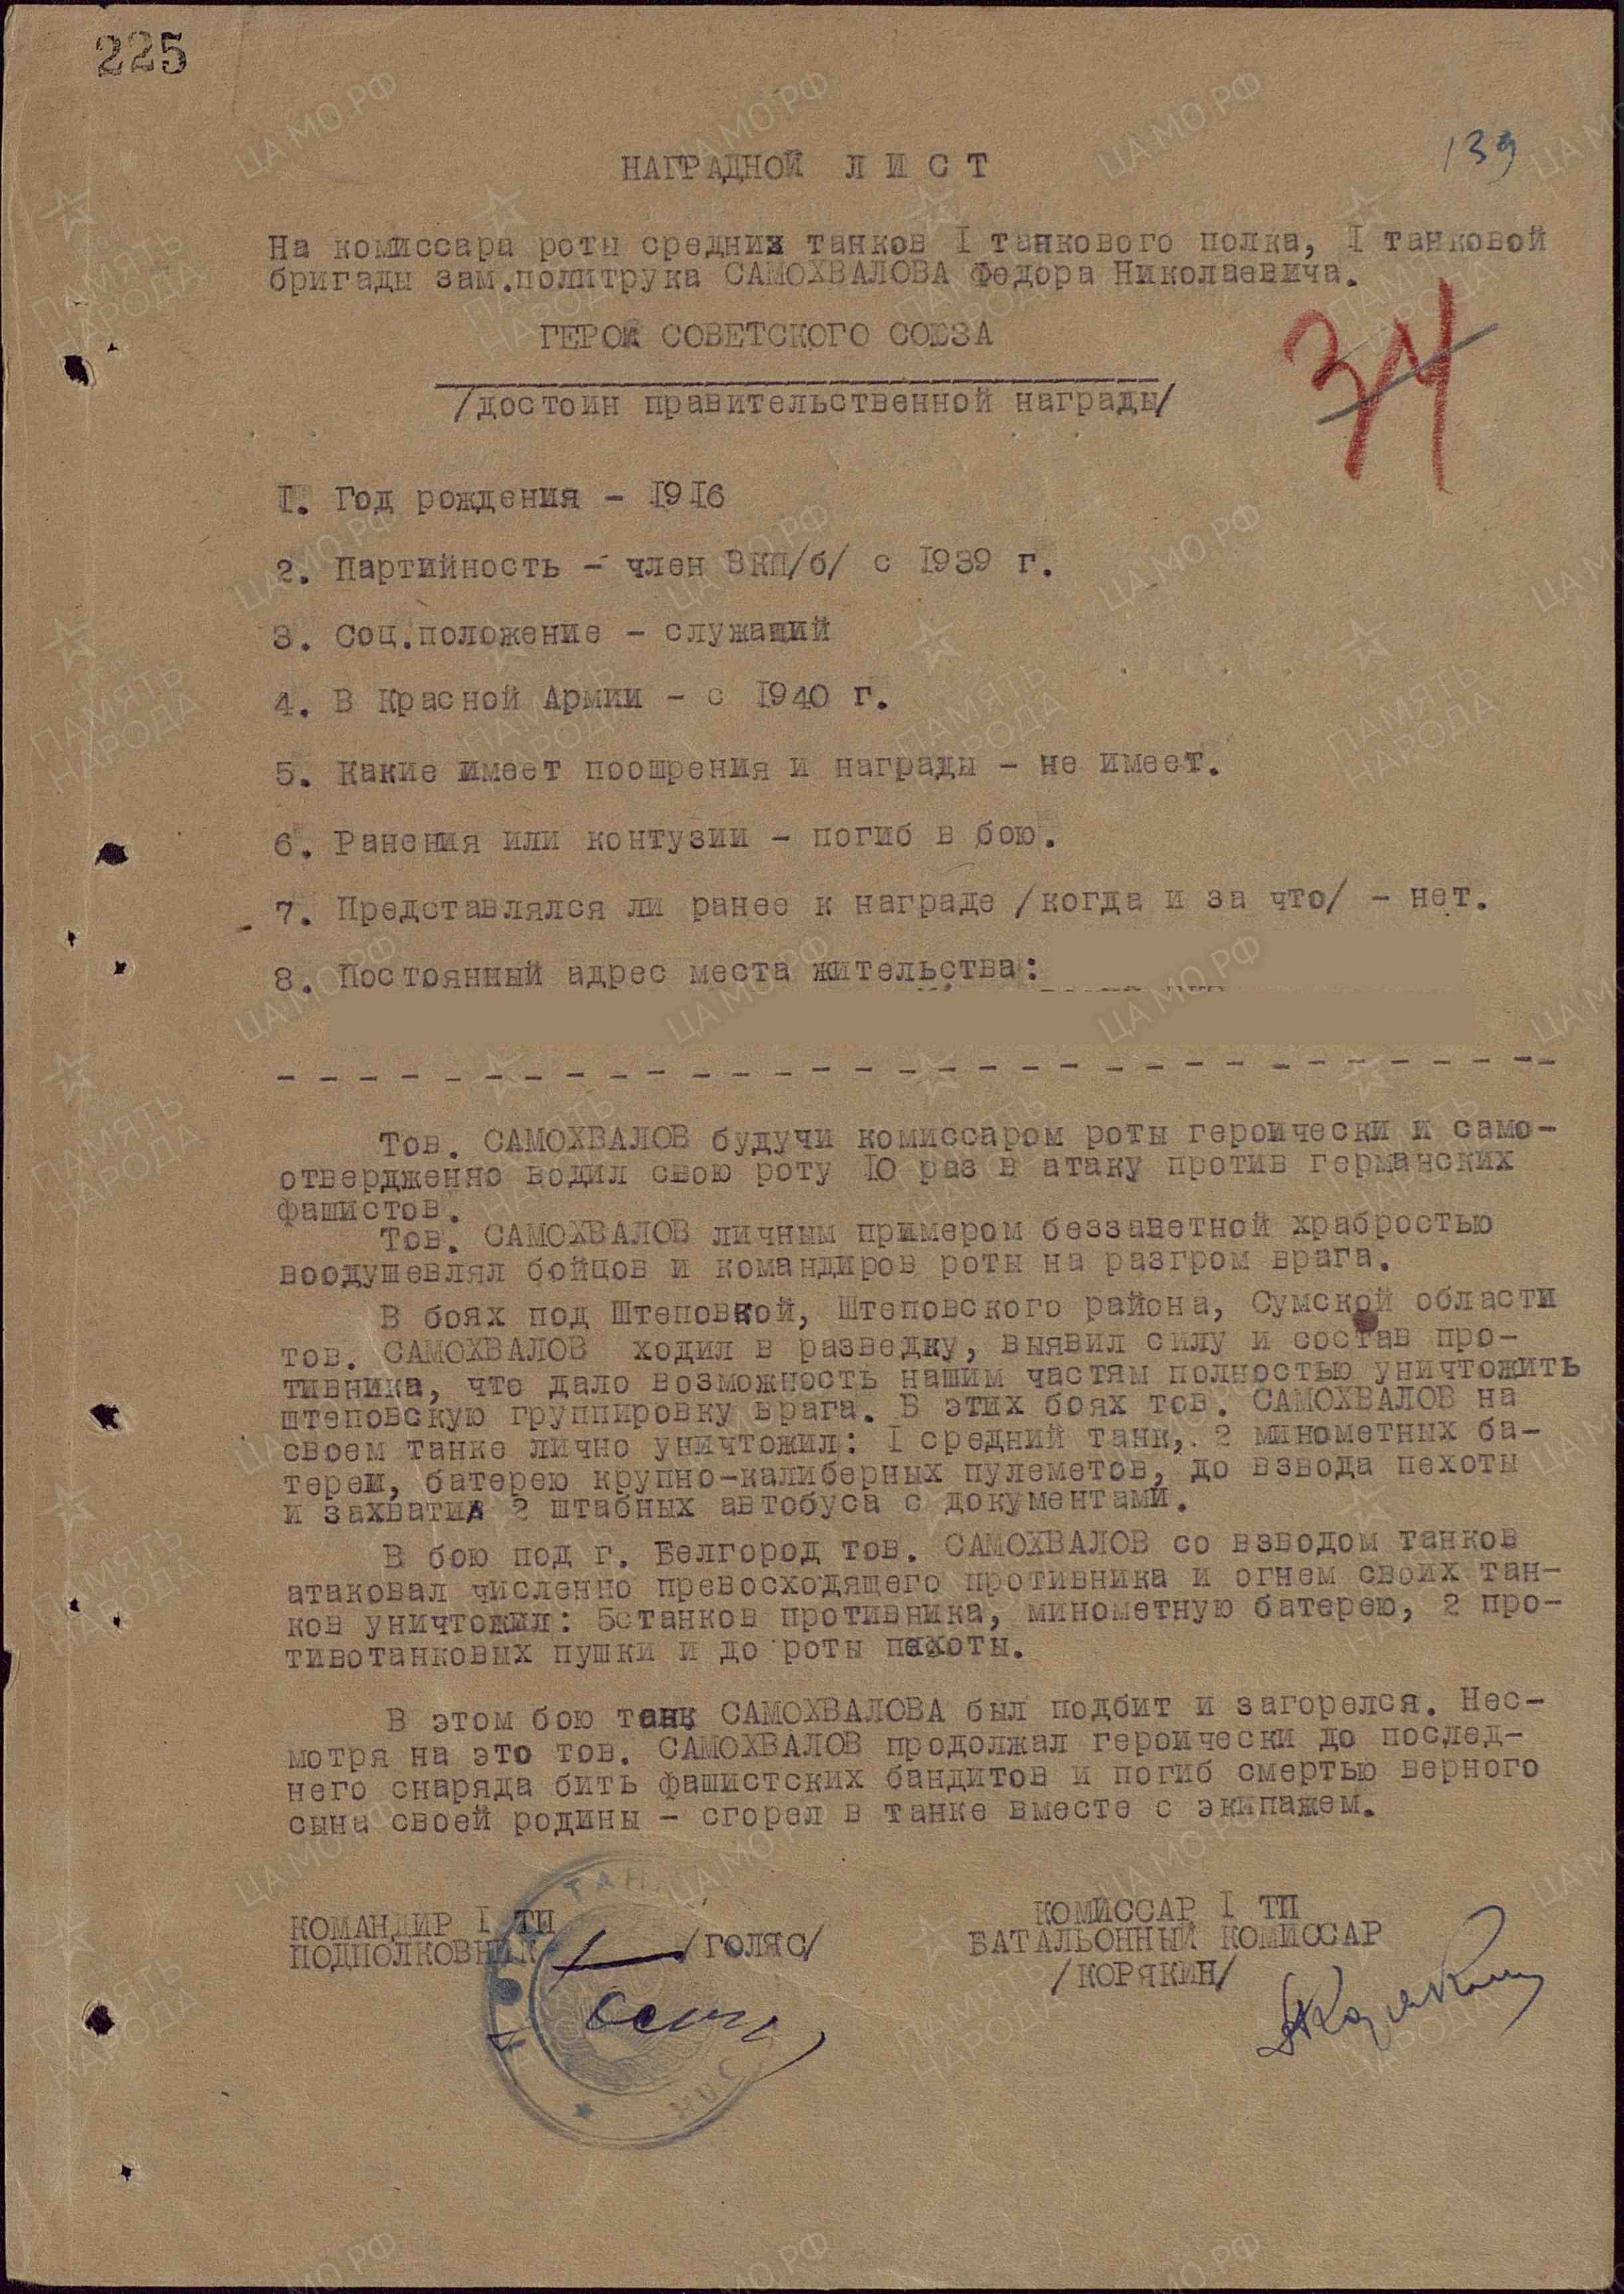 225
139
НАГРАДНОЙ Л И С Т
На комиссара роты средних танков I танкового полка, I танковой
бригады зам.политрука САМОХВАЛОВА Федора Николаевича.
ГЕРОЙ СОВЕТСКОГО СОЮЗА
/достоин правительственной награды/
1. Год рождения - 1916
2. Партийность - член ВКП/б/ с 1939 г.
3. Соц.положение - служащий
4. В Красной Армии - с 1940 г.
5. Какие имеет поошрения и награды - не имеет.
6. Ранения или контузии - погиб в бою.
7. Представлялся ли ранее к награде /когда и за что/ - нет.
8. Постоянный адрес места жительства:
Тов. САМОХВАЛОВ будучи комиссаром роты героически и само-
отвердженно водил свою роту 10 раз в атаку против германских
фашистов.
Тов. САМОХВАЛОВ личным примером беззаветной храбростью
воодушевлял бойцов и командиров роты на разгром врага.
В боях под Штеповкой, Штеповского района, Сумской области
тов. САМОХВАЛОВ ходил в разведку, выявил силу и состав про-
тивника, что дало возможность нашим частям полностью уничтожить
штеповскую группировку врага. В этих боях тов. САМОХВАЛОВ на
своем танке лично уничтожил: I средний танк, 2 минометных ба-
тереи, батерею крупно-калиберных пулеметов, до взвода пехоты
и захватил 2 штабных автобуса с документами.
В бою под г. Белгород тов. САМОХВАЛОВ со взводом танков
атаковал численно превосходящего противника и огнем своих тан-
ков уничтожил: 5 танков противника, минометную батерею, 2 про-
тивотанковых пушки и до роты пехоты.
В этом бою танк САМОХВАЛОВА был подбит и загорелся. Нес-
мотря на это тов. САМОХВАЛОВ продолжал героически до послед-
него снаряда бить фашистских бандитов и погиб смертью верного
сына своей родины - сгорел в танке вместе с экипажем.
КОМАНДИР I ТП
ПОДПОЛКОВНИК /ГОЛЯС/
КОМИССАР I ТП
БАТАЛЬОННЫЙ КОМИССАР
/КОРЯКИН/
ЦА МО РФ
ПАМЯТЬ
НАРОДА